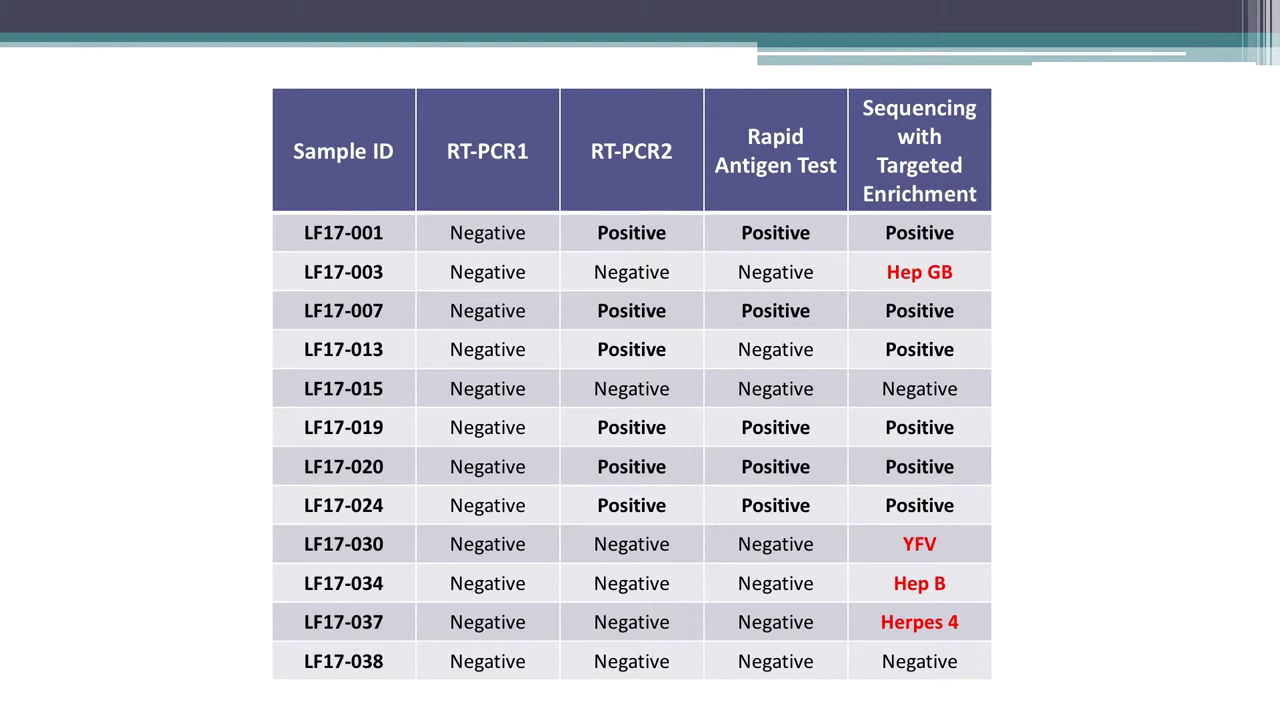 Sample ID RT-PCR1 RT-PCR2 Rapid Antigen Test Sequencing with Targeted Enrichment
LF17-001 Negative Positive Positive Positive
LF17-003 Negative Negative Negative Hep GB
LF17-007 Negative Positive Positive Positive
LF17-013 Negative Positive Negative Positive
LF17-015 Negative Negative Negative Negative
LF17-019 Negative Positive Positive Positive
LF17-020 Negative Positive Positive Positive
LF17-024 Negative Positive Positive Positive
LF17-030 Negative Negative Negative YFV
LF17-034 Negative Negative Negative Hep B
LF17-037 Negative Negative Negative Herpes 4
LF17-038 Negative Negative Negative Negative